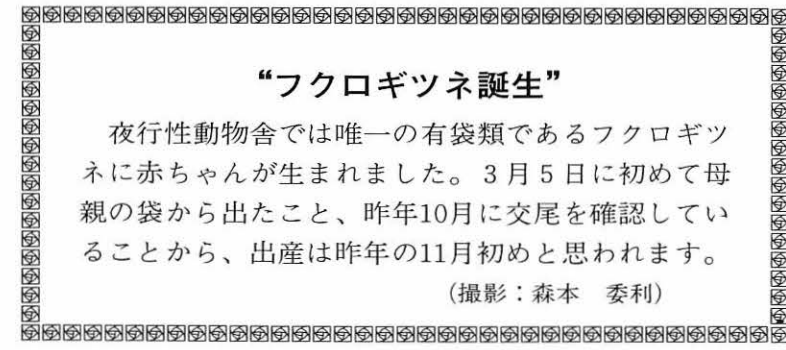 “フクロギツネ誕生”
　夜行性動物舎では唯一の有袋類であるフクロギツ
ネに赤ちゃんが生まれました。３月５日に初めて母
親の袋から出たこと、昨年10月に交尾を確認してい
ることから、出産は昨年の11月初めと思われます。
（撮影：森本　委利）